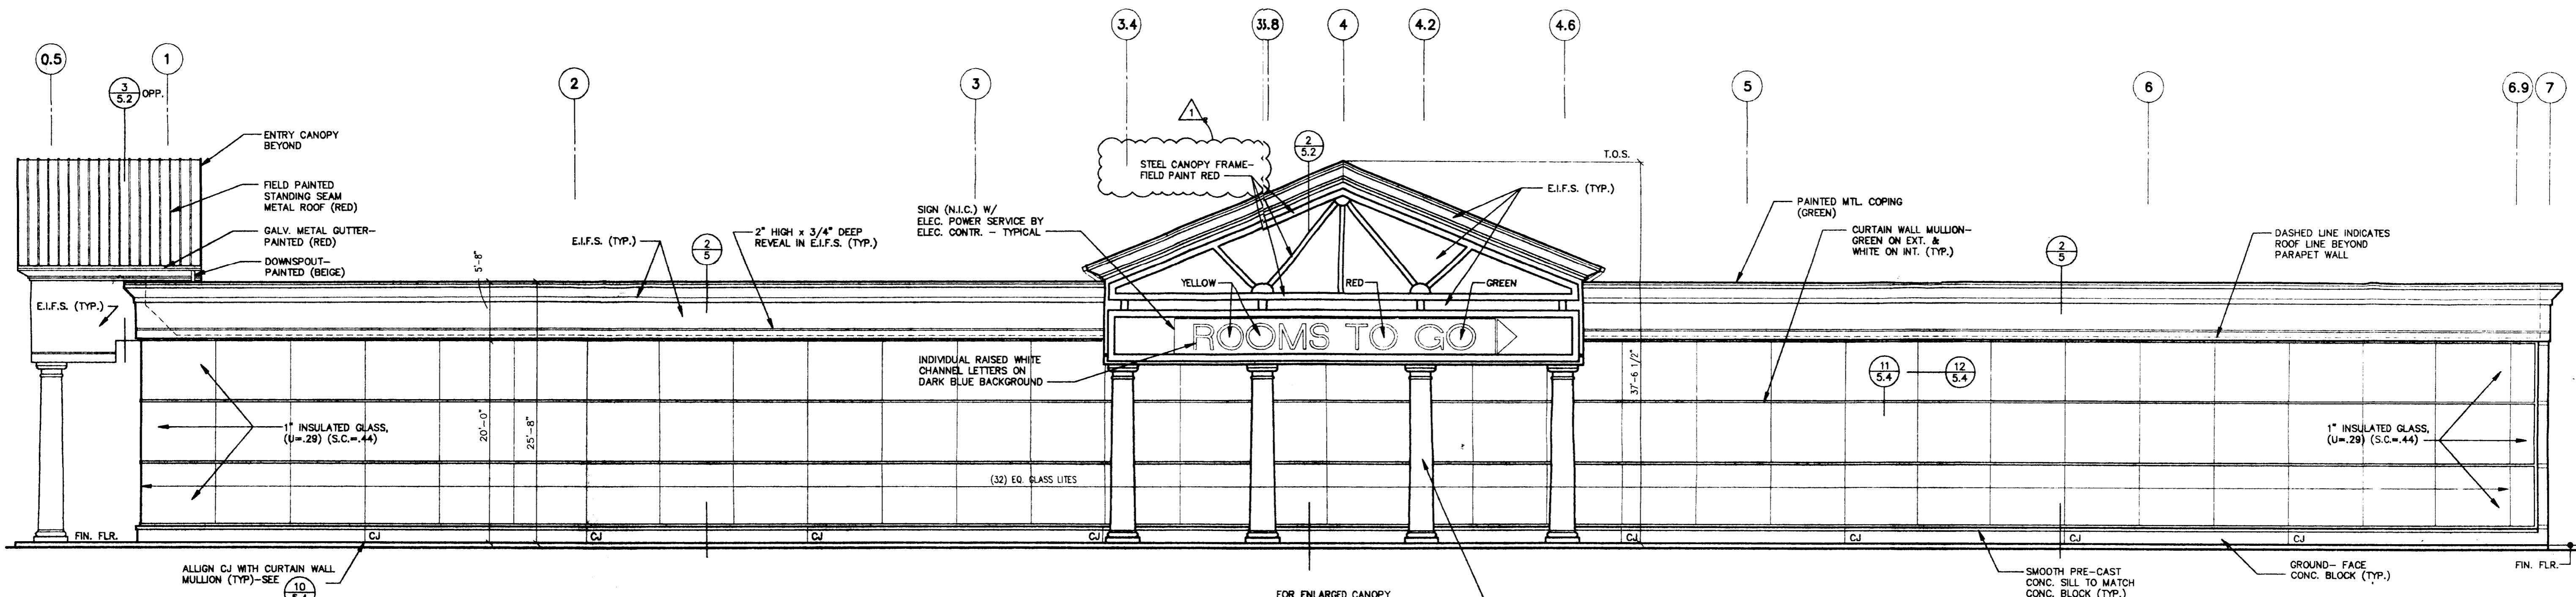 3.4
3.8
4
4.2
4.6
0.5
1
2
3
5
6
6.9
7
3
5.2
OPP.
ENTRY CANOPY
BEYOND
FIELD PAINTED
STANDING SEAM
METAL ROOF (RED)
GALV. METAL GUTTER-
PAINTED (RED)
DOWNSPOUT-
PAINTED (BEIGE)
E.I.F.S. (TYP.)
E.I.F.S. (TYP.)
2
5
2" HIGH x 3/4" DEEP
REVEAL IN E.I.F.S. (TYP.)
5'-8"
SIGN (N.I.C.) W/
ELEC. POWER SERVICE BY
ELEC. CONTR. - TYPICAL
1
STEEL CANOPY FRAME-
FIELD PAINT RED
2
5.2
T.O.S.
E.I.F.S. (TYP.)
YELLOW
RED
GREEN
ROOMS TO GO
INDIVIDUAL RAISED WHITE
CHANNEL LETTERS ON
DARK BLUE BACKGROUND
37'-6 1/2"
PAINTED MTL. COPING
(GREEN)
CURTAIN WALL MULLION-
GREEN ON EXT. &
WHITE ON INT. (TYP.)
2
5
DASHED LINE INDICATES
ROOF LINE BEYOND
PARAPET WALL
11
5.4
12
5.4
1" INSULATED GLASS,
(U=.29) (S.C.=.44)
20'-0"
25'-8"
(32) EQ. GLASS LITES
1" INSULATED GLASS,
(U=.29) (S.C.=.44)
FIN. FLR.
CJ
CJ
CJ
CJ
CJ
CJ
CJ
CJ
ALLIGN CJ WITH CURTAIN WALL
MULLION (TYP)-SEE
10
5.4
FOR ENLARGED CANOPY
SMOOTH PRE-CAST
CONC. SILL TO MATCH
CONC. BLOCK (TYP.)
GROUND- FACE
CONC. BLOCK (TYP.)
FIN. FLR.